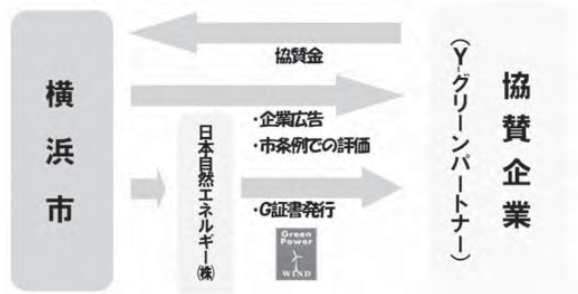 横浜市
協賛金
・企業広告
・市条例での評価
日本自然エネルギー㈱
・G証書発行
Green
Power
WIND
協賛企業
（Y-グリーンパートナー）